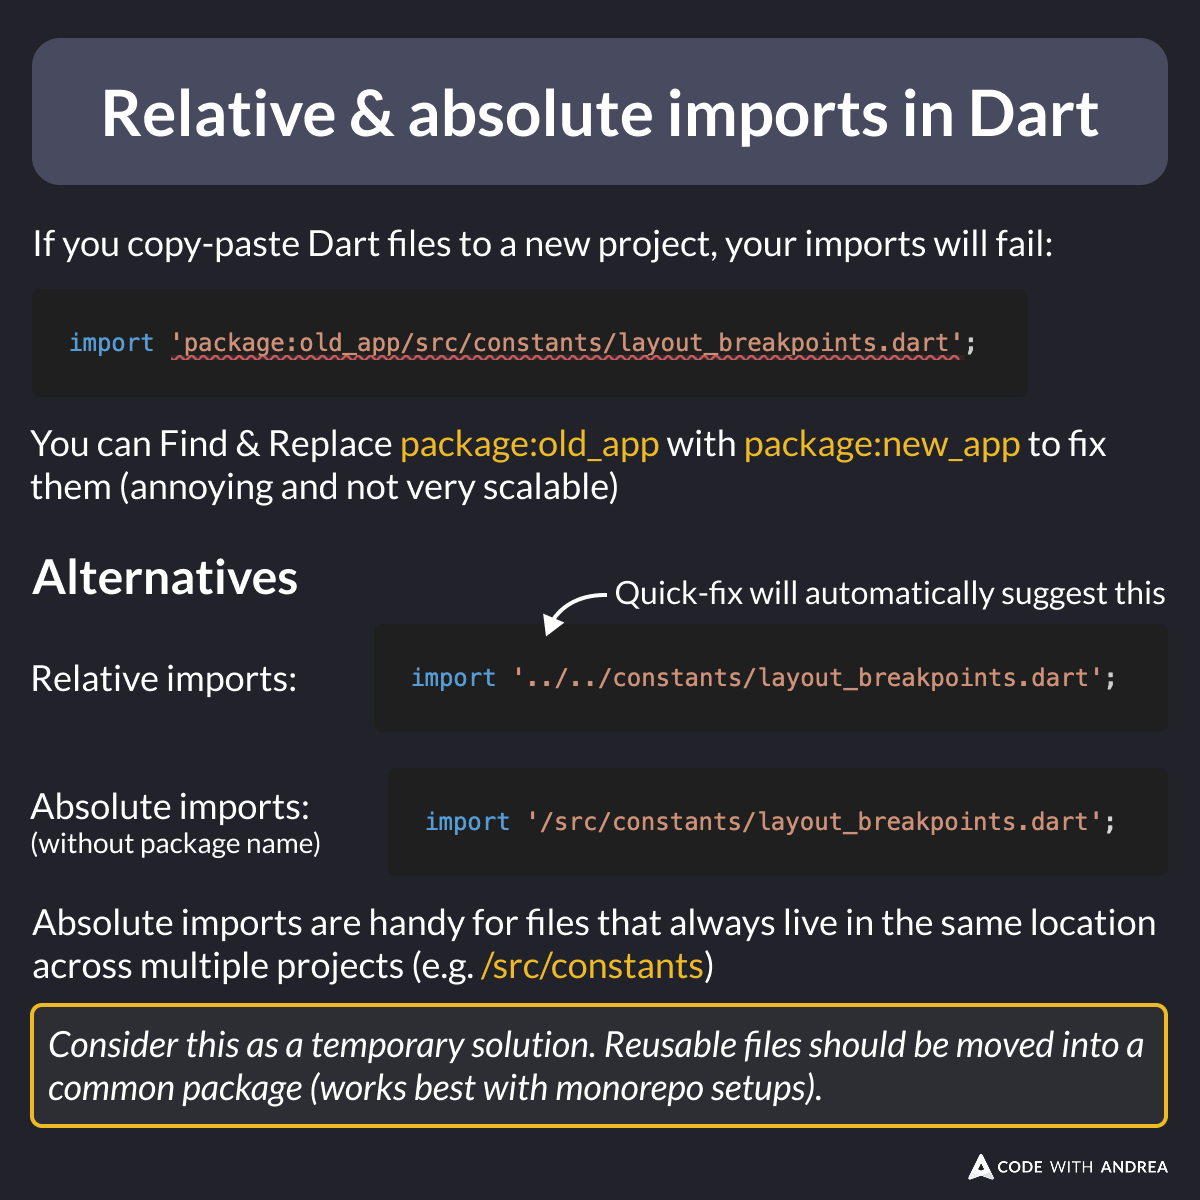 Relative & absolute imports in Dart
If you copy-paste Dart files to a new project, your imports will fail:
import 'package:old_app/src/constants/layout_breakpoints.dart';
You can Find & Replace package:old_app with package:new_app to fix
them (annoying and not very scalable)
Alternatives
Quick-fix will automatically suggest this
Relative imports:
import '../../constants/layout_breakpoints.dart';
Absolute imports:
(without package name)
import '/src/constants/layout_breakpoints.dart';
Absolute imports are handy for files that always live in the same location
across multiple projects (e.g. /src/constants)
Consider this as a temporary solution. Reusable files should be moved into a
common package (works best with monorepo setups).
CODE WITH ANDREA